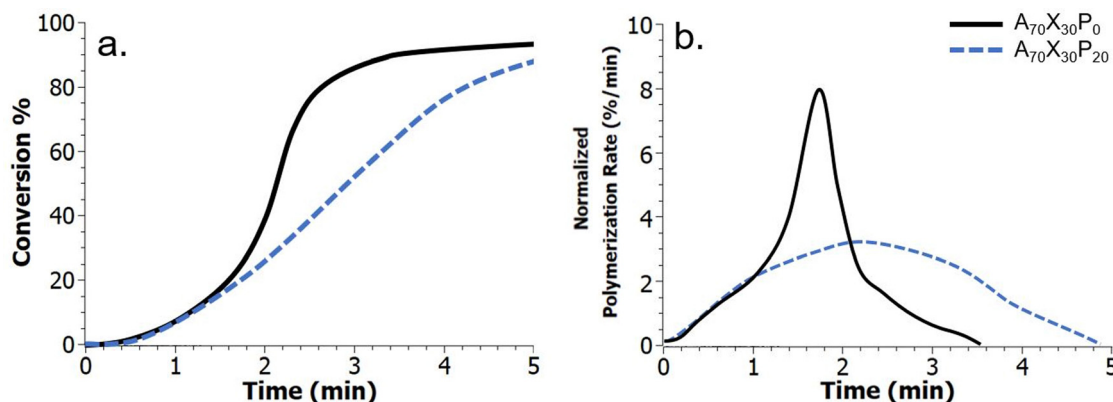 a.
100
80
60
40
20
0
Conversion %
0 1 2 3 4 5
Time (min)
b.
A₇₀X₃₀P₀
A₇₀X₃₀P₂₀
10
8
6
4
2
0
Normalized
Polymerization Rate (%/min)
0 1 2 3 4 5
Time (min)